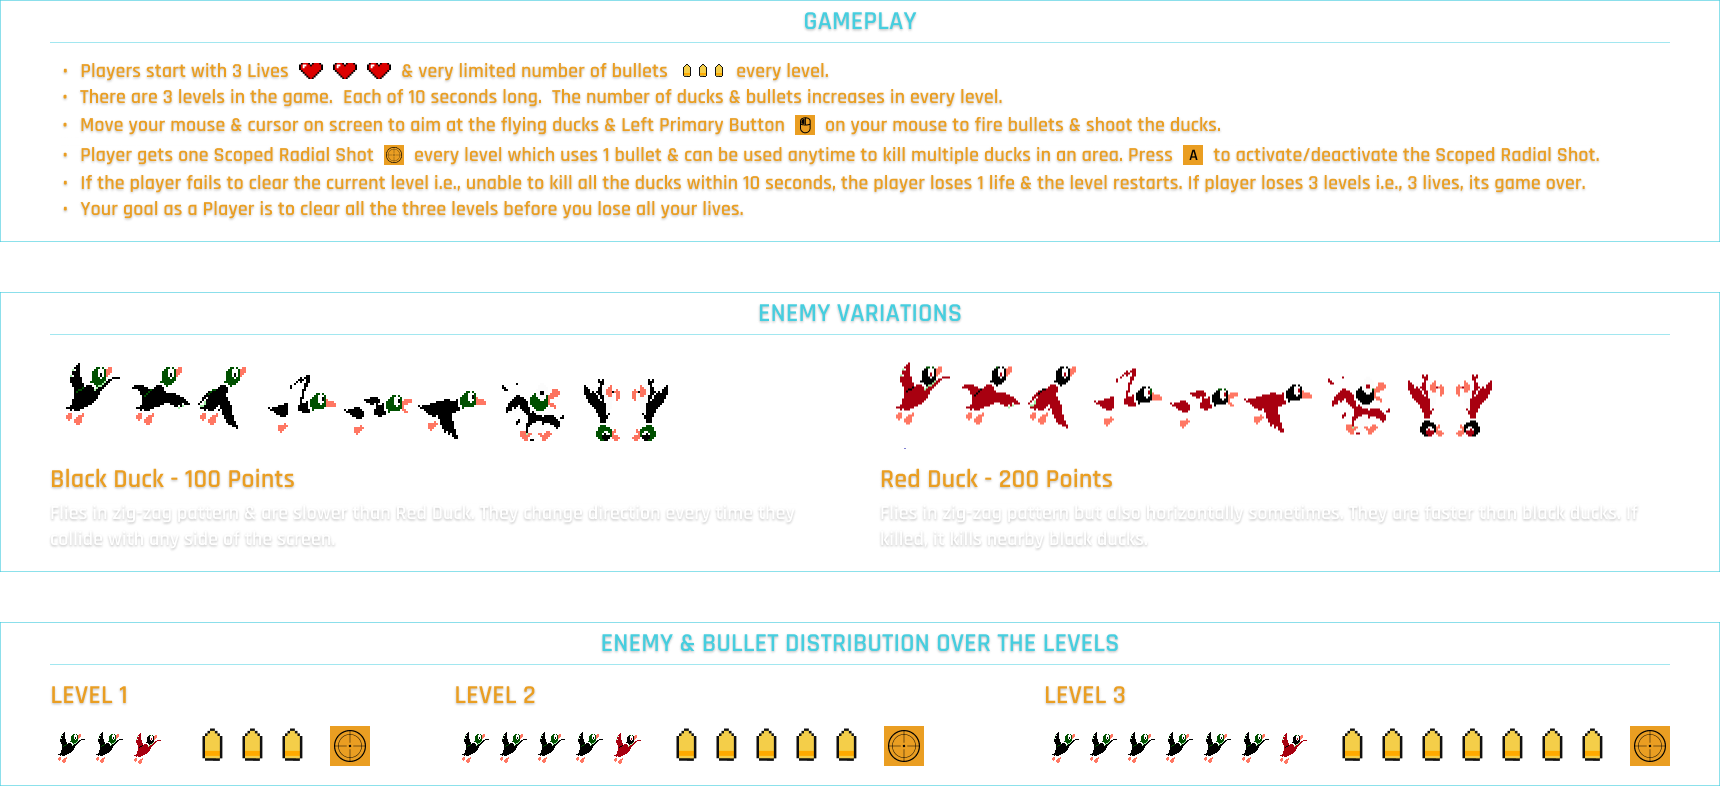 GAMEPLAY
• Players start with 3 Lives & very limited number of bullets every level.
• There are 3 levels in the game. Each of 10 seconds long. The number of ducks & bullets increases in every level.
• Move your mouse & cursor on screen to aim at the flying ducks & Left Primary Button on your mouse to fire bullets & shoot the ducks.
• Player gets one Scoped Radial Shot every level which uses 1 bullet & can be used anytime to kill multiple ducks in an area. Press A to activate/deactivate the Scoped Radial Shot.
• If the player fails to clear the current level i.e., unable to kill all the ducks within 10 seconds, the player loses 1 life & the level restarts. If player loses 3 levels i.e., 3 lives, its game over.
• Your goal as a Player is to clear all the three levels before you lose all your lives.
ENEMY VARIATIONS
Black Duck - 100 Points
Flies in zig-zag pattern & are slower than Red Duck. They change direction every time they
collide with any side of the screen.
Red Duck - 200 Points
Flies in zig-zag pattern but also horizontally sometimes. They are faster than black ducks. If
killed, it kills nearby black ducks.
ENEMY & BULLET DISTRIBUTION OVER THE LEVELS
LEVEL 1
LEVEL 2
LEVEL 3